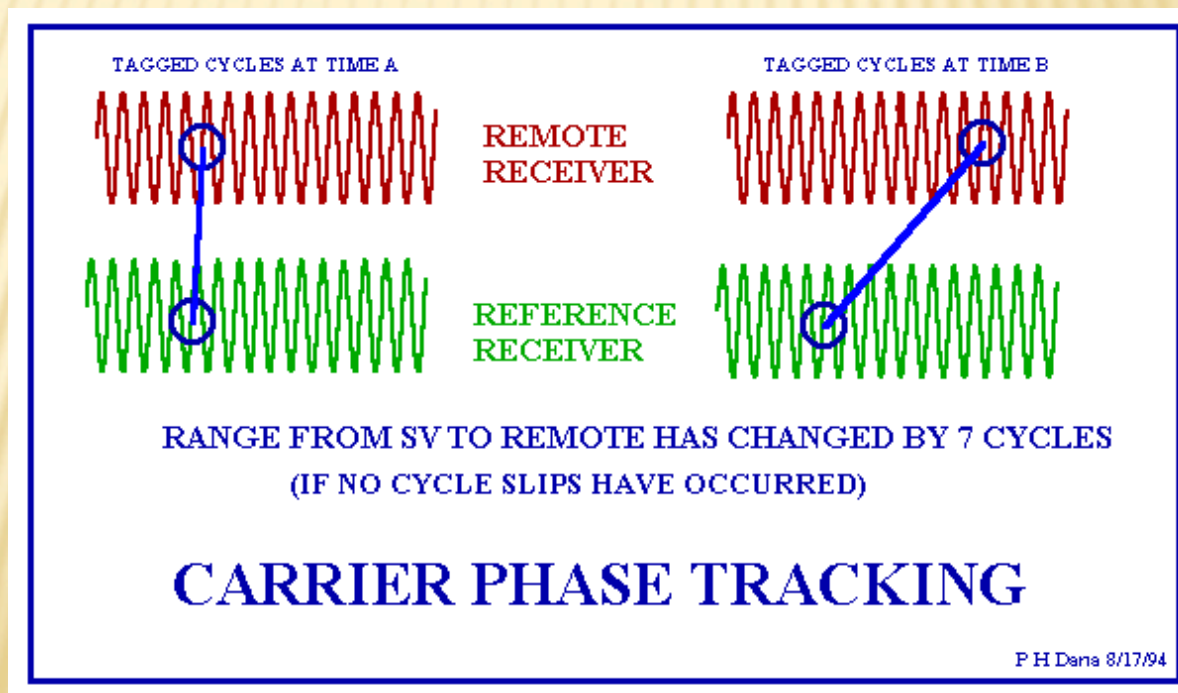 TAGGED CYCLES AT TIME A
TAGGED CYCLES AT TIME B
REMOTE
RECEIVER
REFERENCE
RECEIVER
RANGE FROM SV TO REMOTE HAS CHANGED BY 7 CYCLES
(IF NO CYCLE SLIPS HAVE OCCURRED)
CARRIER PHASE TRACKING
P H Dana 8/17/94